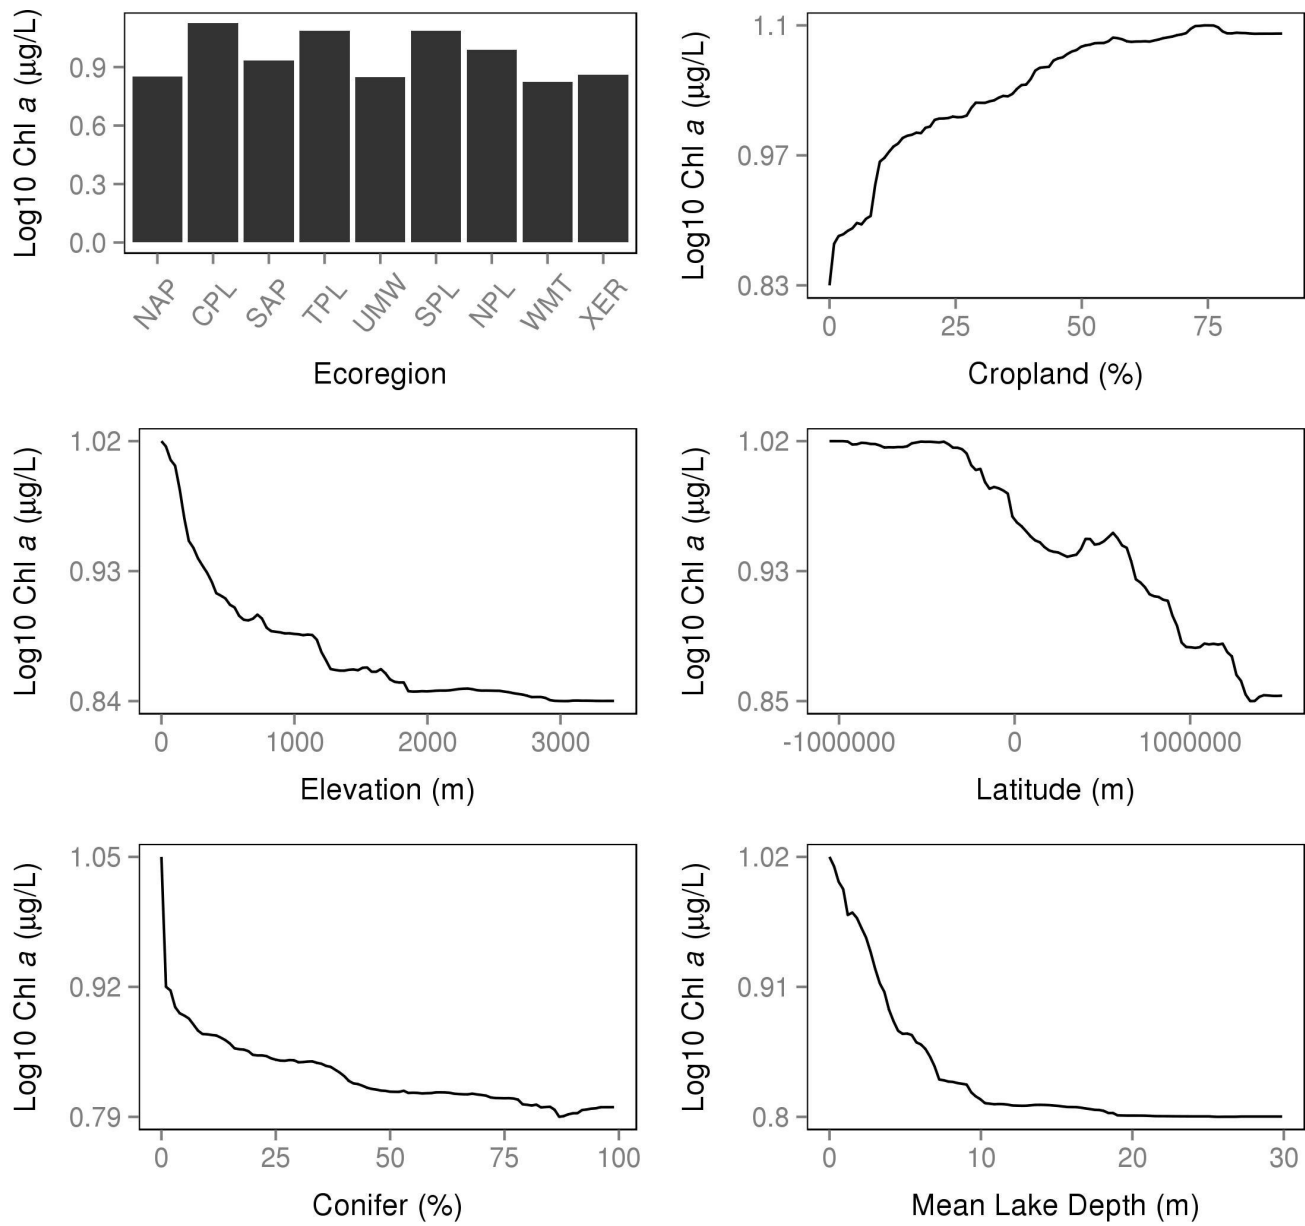 Log10 Chl a (µg/L)
0.9
0.6
0.3
0.0
NAP CPL SAP TPL UMW SPL NPL WMT XER
Ecoregion
Log10 Chl a (µg/L)
1.1
0.97
0.83
0 25 50 75
Cropland (%)
Log10 Chl a (µg/L)
1.02
0.93
0.84
0 1000 2000 3000
Elevation (m)
Log10 Chl a (µg/L)
1.02
0.93
0.85
-1000000 0 1000000
Latitude (m)
Log10 Chl a (µg/L)
1.05
0.92
0.79
0 25 50 75 100
Conifer (%)
Log10 Chl a (µg/L)
1.02
0.91
0.8
0 10 20 30
Mean Lake Depth (m)